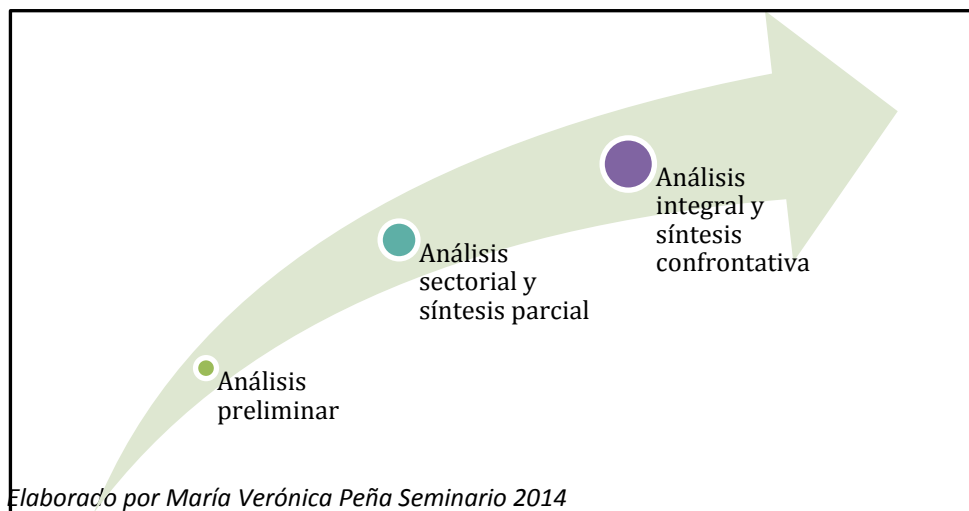 Análisis
integral y
síntesis
confrontativa
Análisis
sectorial y
síntesis parcial
Análisis
preliminar
Elaborado por María Verónica Peña Seminario 2014